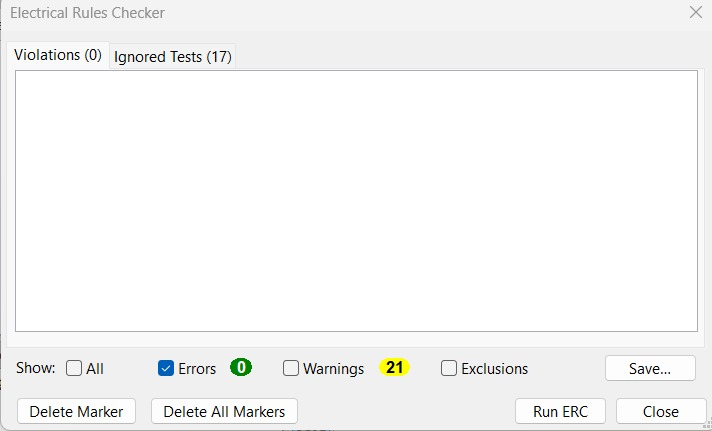 Electrical Rules Checker
Violations (0) Ignored Tests (17)
Show: All Errors 0 Warnings 21 Exclusions Save...
Delete Marker Delete All Markers Run ERC Close